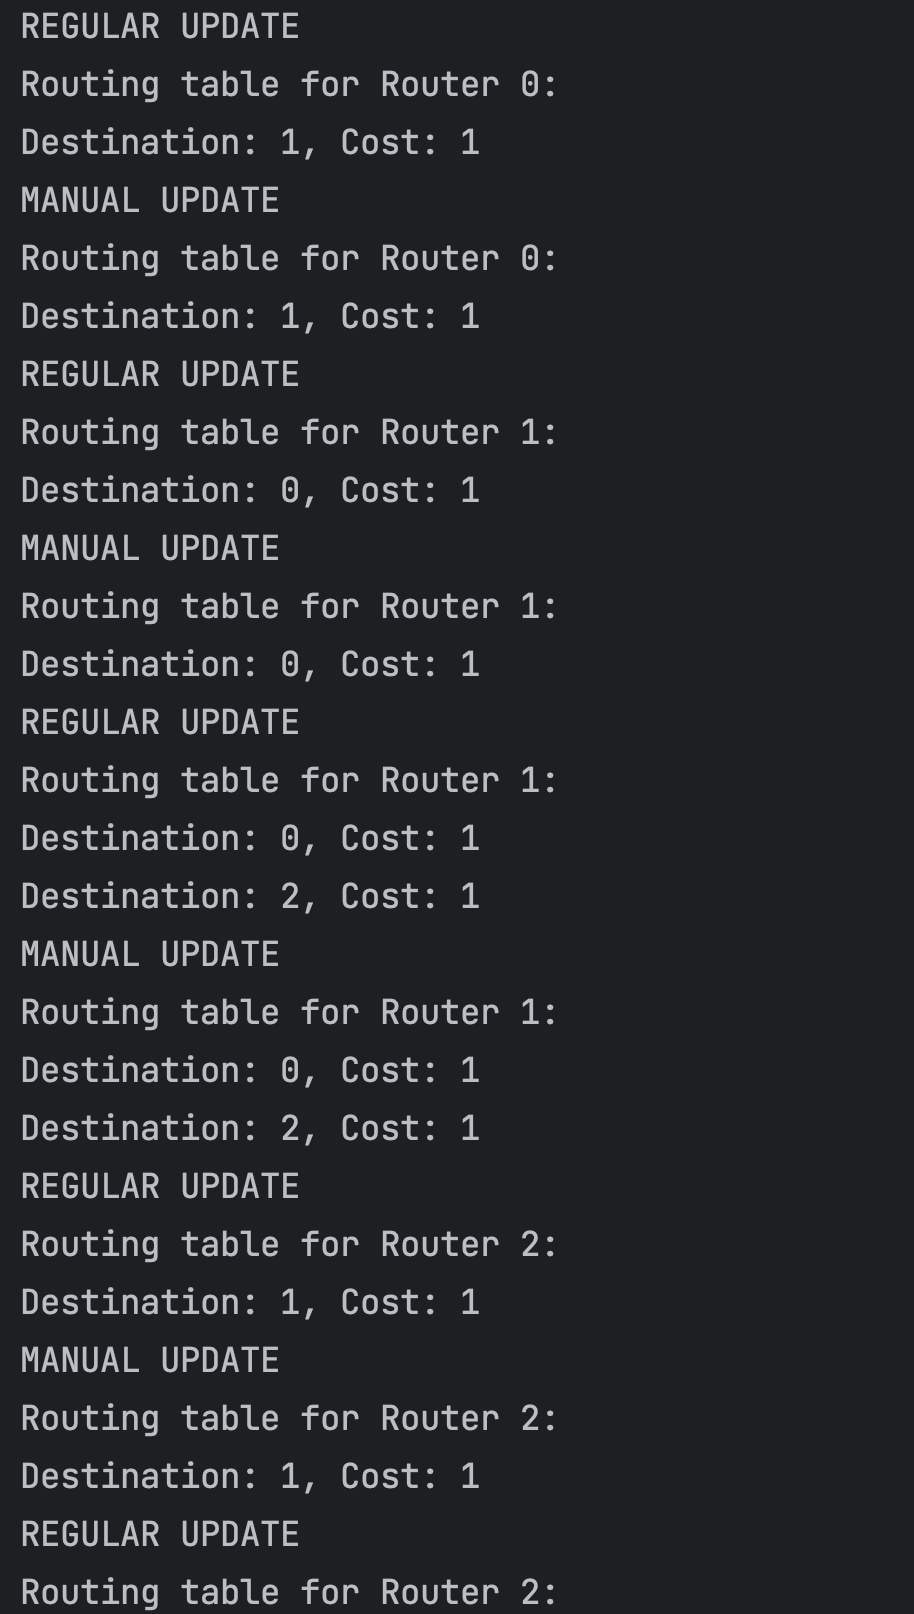 REGULAR UPDATE
Routing table for Router 0:
Destination: 1, Cost: 1
MANUAL UPDATE
Routing table for Router 0:
Destination: 1, Cost: 1
REGULAR UPDATE
Routing table for Router 1:
Destination: 0, Cost: 1
MANUAL UPDATE
Routing table for Router 1:
Destination: 0, Cost: 1
REGULAR UPDATE
Routing table for Router 1:
Destination: 0, Cost: 1
Destination: 2, Cost: 1
MANUAL UPDATE
Routing table for Router 1:
Destination: 0, Cost: 1
Destination: 2, Cost: 1
REGULAR UPDATE
Routing table for Router 2:
Destination: 1, Cost: 1
MANUAL UPDATE
Routing table for Router 2:
Destination: 1, Cost: 1
REGULAR UPDATE
Routing table for Router 2: